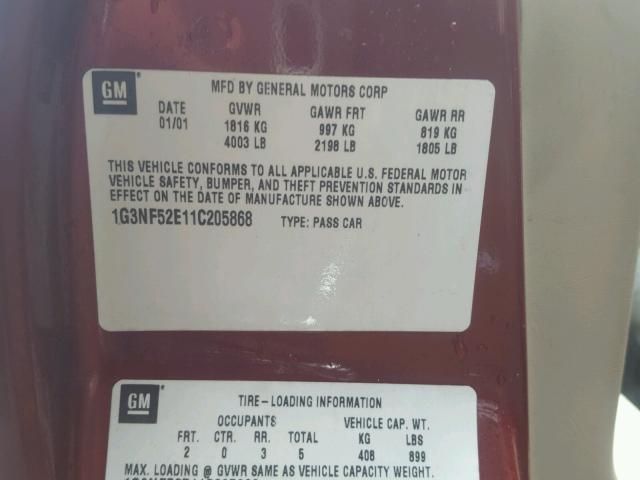 GM
MFD BY GENERAL MOTORS CORP
DATE GVWR GAWR FRT GAWR RR
01/01 1816 KG 997 KG 819 KG
4003 LB 2198 LB 1805 LB
THIS VEHICLE CONFORMS TO ALL APPLICABLE U.S. FEDERAL MOTOR
VEHICLE SAFETY, BUMPER, AND THEFT PREVENTION STANDARDS IN
EFFECT ON THE DATE OF MANUFACTURE SHOWN ABOVE.
1G3NF52E11C205868 TYPE: PASS CAR
GM
TIRE-LOADING INFORMATION
OCCUPANTS VEHICLE CAP. WT.
FRT. CTR. RR. TOTAL KG LBS
2 0 3 5 408 899
MAX. LOADING @ GVWR SAME AS VEHICLE CAPACITY WEIGHT.